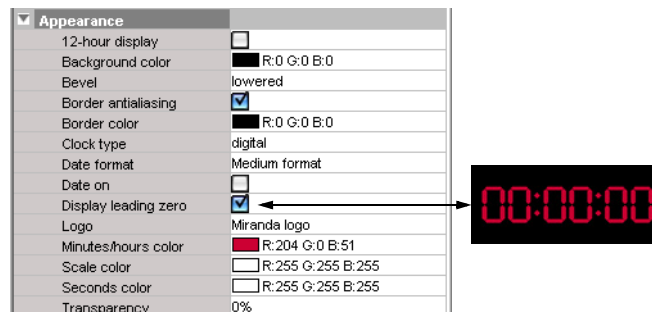 Appearance
12-hour display
Background color R:0 G:0 B:0
Bevel lowered
Border antialiasing
Border color R:0 G:0 B:0
Clock type digital
Date format Medium format
Date on
Display leading zero
Logo Miranda logo
Minutes/hours color R:204 G:0 B:51
Scale color R:255 G:255 B:255
Seconds color R:255 G:255 B:255
Transparency 0%
00:00:00